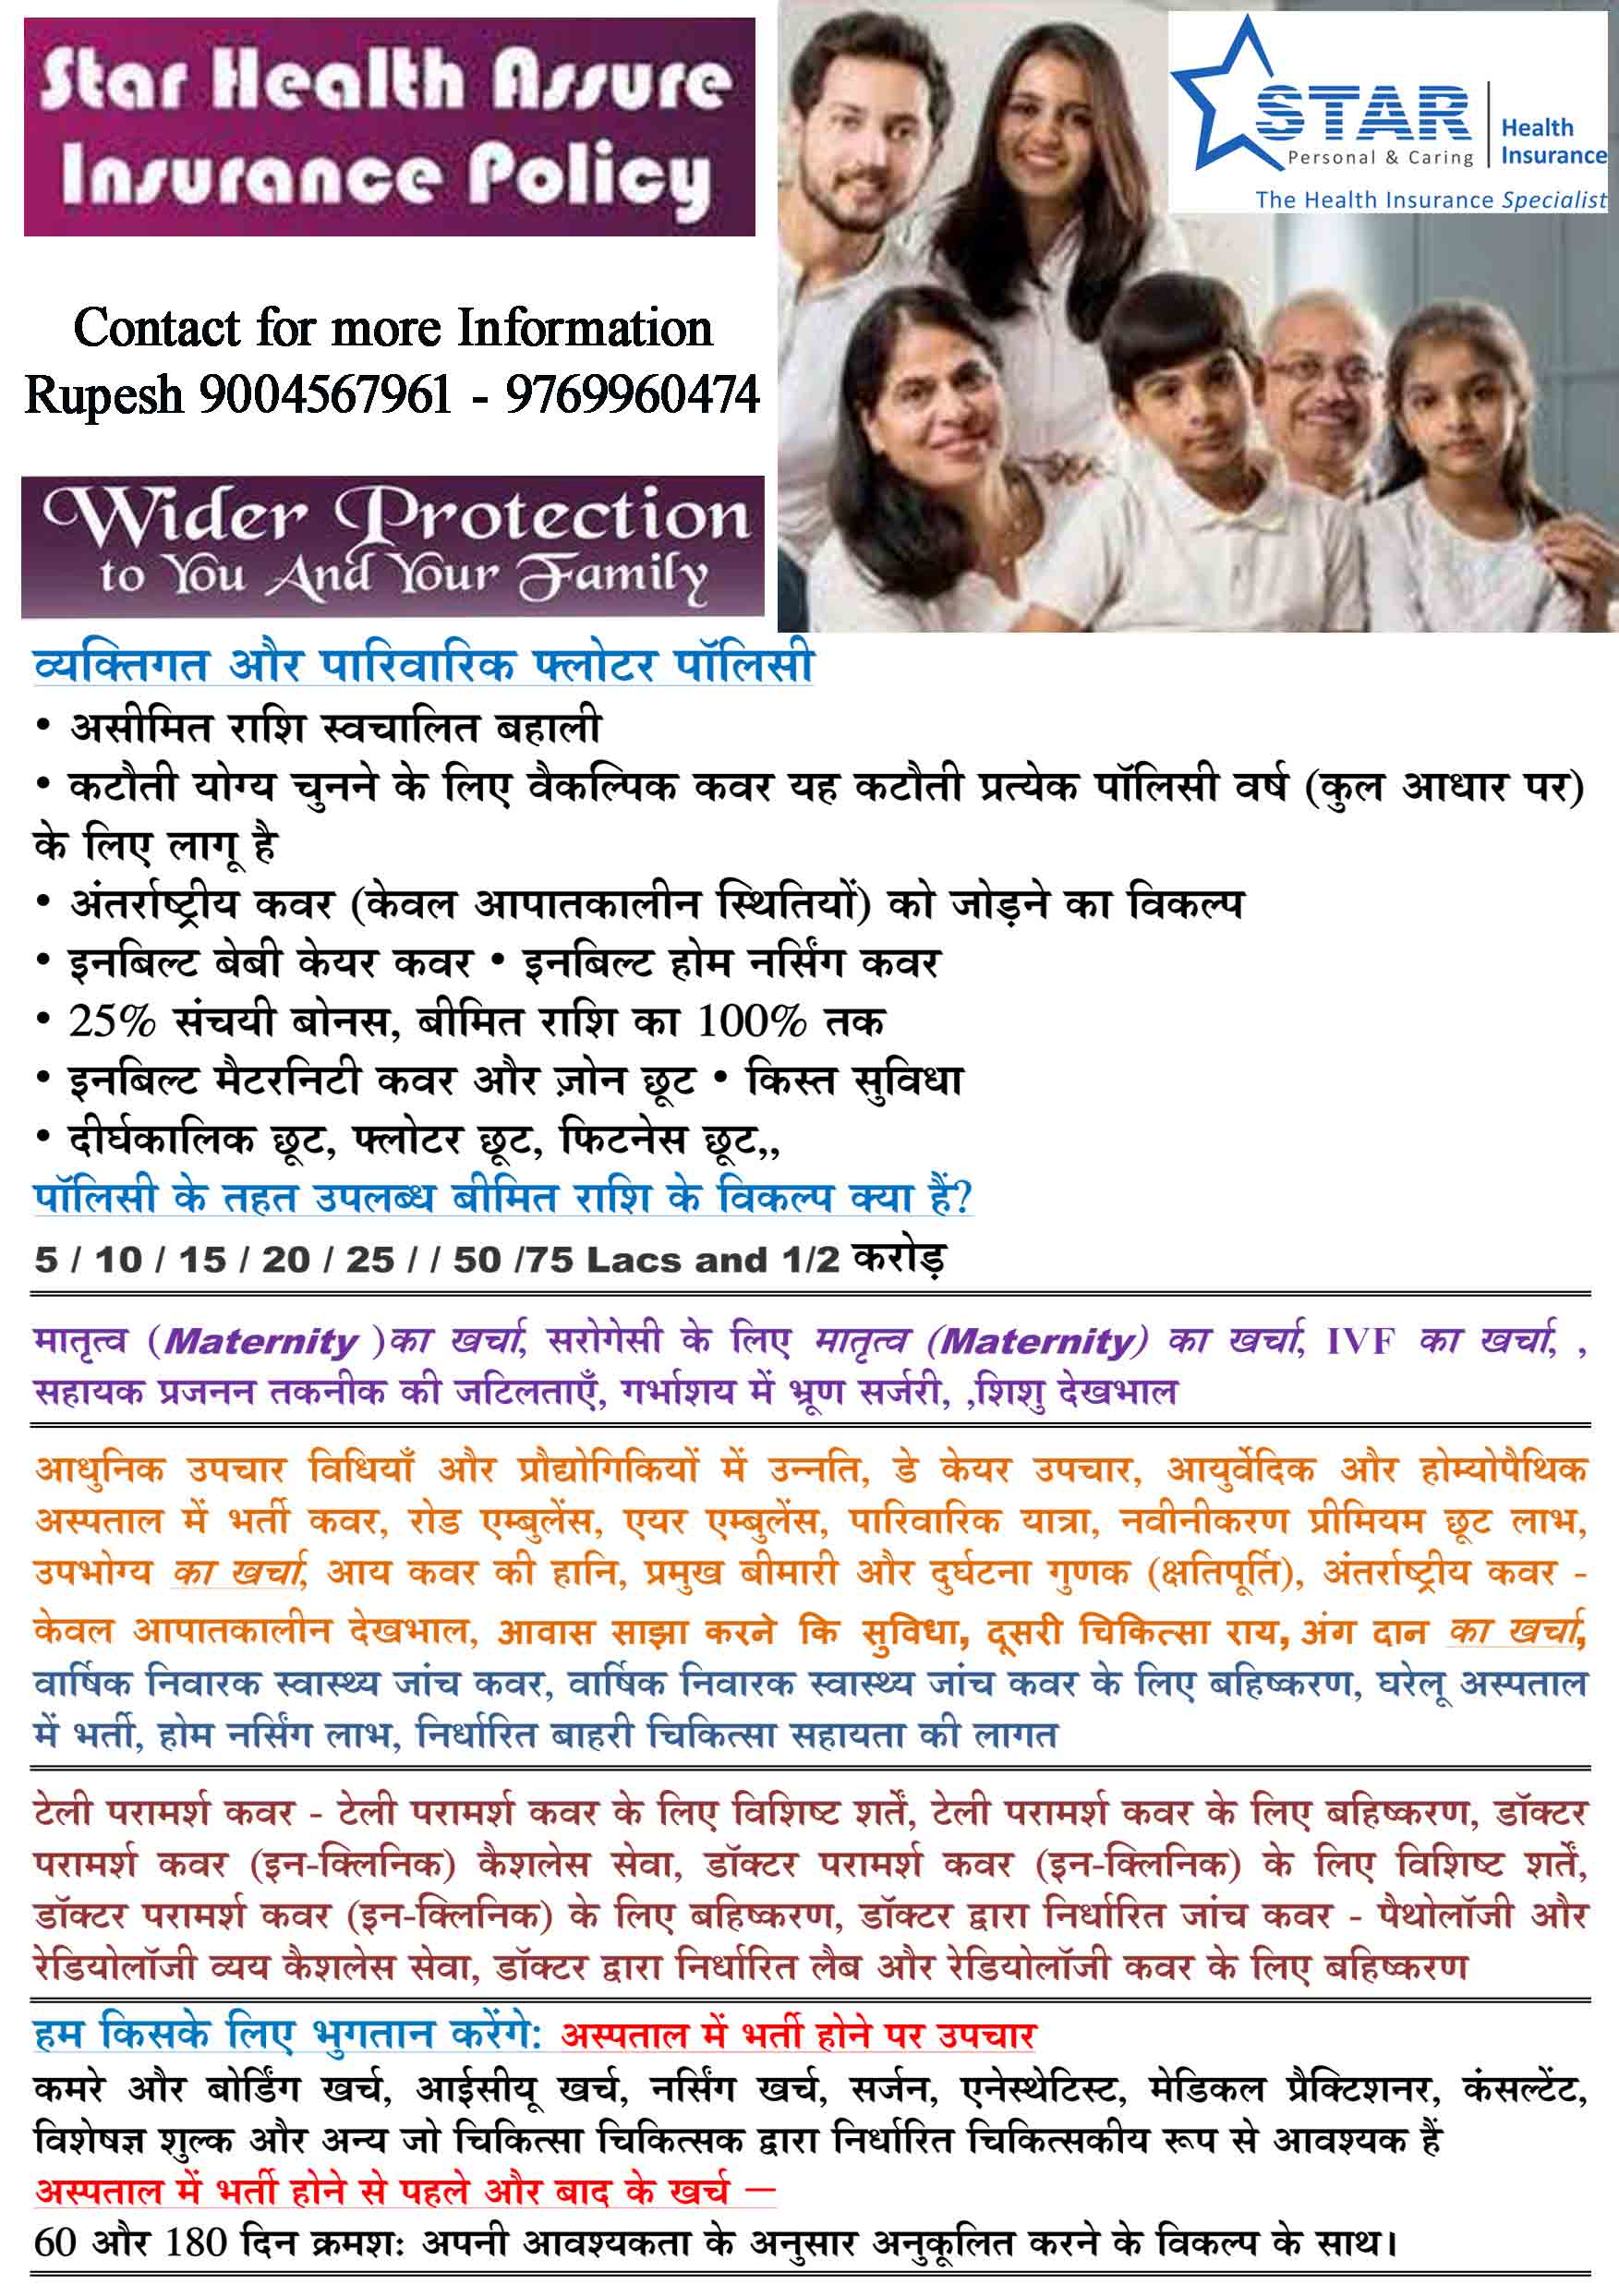 Star Health Assure
Insurance Policy
STAR
Personal & Caring
Health
Insurance
The Health Insurance Specialist
Contact for more Information
Rupesh 9004567961 - 9769960474
Wider Protection
to You And Your Family
व्यक्तिगत और पारिवारिक फ्लोटर पॉलिसी
• असीमित राशि स्वचालित बहाली
• कटौती योग्य चुनने के लिए वैकल्पिक कवर यह कटौती प्रत्येक पॉलिसी वर्ष (कुल आधार पर)
के लिए लागू है
• अंतर्राष्ट्रीय कवर (केवल आपातकालीन स्थितियों) को जोड़ने का विकल्प
• इनबिल्ट बेबी केयर कवर • इनबिल्ट होम नर्सिंग कवर
• 25% संचयी बोनस, बीमित राशि का 100% तक
• इनबिल्ट मैटरनिटी कवर और ज़ोन छूट • किस्त सुविधा
• दीर्घकालिक छूट, फ्लोटर छूट, फिटनेस छूट,,
पॉलिसी के तहत उपलब्ध बीमित राशि के विकल्प क्या हैं?
5 / 10 / 15 / 20 / 25 / / 50 /75 Lacs and 1/2 करोड़
मातृत्व (Maternity )का खर्चा, सरोगेसी के लिए मातृत्व (Maternity) का खर्चा, IVF का खर्चा, ,
सहायक प्रजनन तकनीक की जटिलताएँ, गर्भाशय में भ्रूण सर्जरी, ,शिशु देखभाल
आधुनिक उपचार विधियाँ और प्रौद्योगिकियों में उन्नति, डे केयर उपचार, आयुर्वेदिक और होम्योपैथिक
अस्पताल में भर्ती कवर, रोड एम्बुलेंस, एयर एम्बुलेंस, पारिवारिक यात्रा, नवीनीकरण प्रीमियम छूट लाभ,
उपभोग्य का खर्चा, आय कवर की हानि, प्रमुख बीमारी और दुर्घटना गुणक (क्षतिपूर्ति), अंतर्राष्ट्रीय कवर -
केवल आपातकालीन देखभाल, आवास साझा करने कि सुविधा, दूसरी चिकित्सा राय, अंग दान का खर्चा,
वार्षिक निवारक स्वास्थ्य जांच कवर, वार्षिक निवारक स्वास्थ्य जांच कवर के लिए बहिष्करण, घरेलू अस्पताल
में भर्ती, होम नर्सिंग लाभ, निर्धारित बाहरी चिकित्सा सहायता की लागत
टेली परामर्श कवर - टेली परामर्श कवर के लिए विशिष्ट शर्तें, टेली परामर्श कवर के लिए बहिष्करण, डॉक्टर
परामर्श कवर (इन-क्लिनिक) कैशलेस सेवा, डॉक्टर परामर्श कवर (इन-क्लिनिक) के लिए विशिष्ट शर्तें,
डॉक्टर परामर्श कवर (इन-क्लिनिक) के लिए बहिष्करण, डॉक्टर द्वारा निर्धारित जांच कवर - पैथोलॉजी और
रेडियोलॉजी व्यय कैशलेस सेवा, डॉक्टर द्वारा निर्धारित लैब और रेडियोलॉजी कवर के लिए बहिष्करण
हम किसके लिए भुगतान करेंगे: अस्पताल में भर्ती होने पर उपचार
कमरे और बोर्डिंग खर्च, आईसीयू खर्च, नर्सिंग खर्च, सर्जन, एनेस्थेटिस्ट, मेडिकल प्रैक्टिशनर, कंसल्टेंट,
विशेषज्ञ शुल्क और अन्य जो चिकित्सा चिकित्सक द्वारा निर्धारित चिकित्सकीय रूप से आवश्यक हैं
अस्पताल में भर्ती होने से पहले और बाद के खर्च —
60 और 180 दिन क्रमशः अपनी आवश्यकता के अनुसार अनुकूलित करने के विकल्प के साथ।